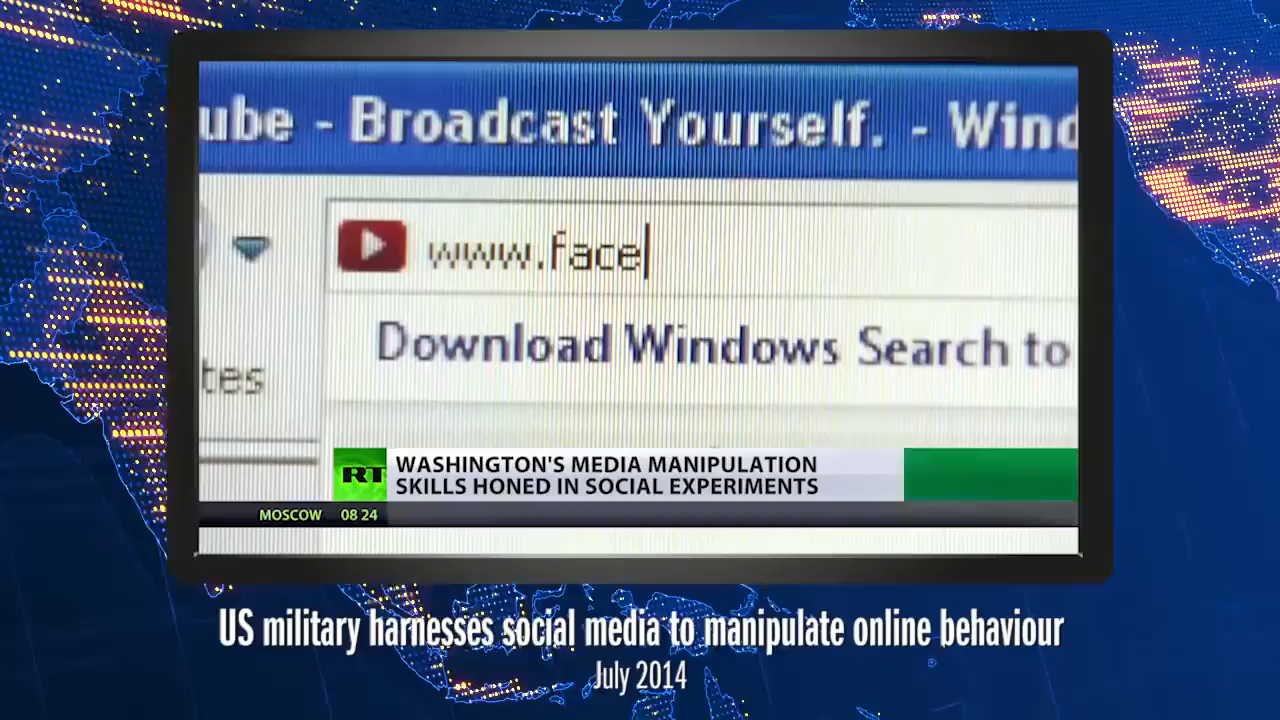 ube - Broadcast Yourself. - Wind
www.face
Download Windows Search to
tes
RT
WASHINGTON'S MEDIA MANIPULATION
SKILLS HONED IN SOCIAL EXPERIMENTS
MOSCOW 08 24
US military harnesses social media to manipulate online behaviour
July 2014